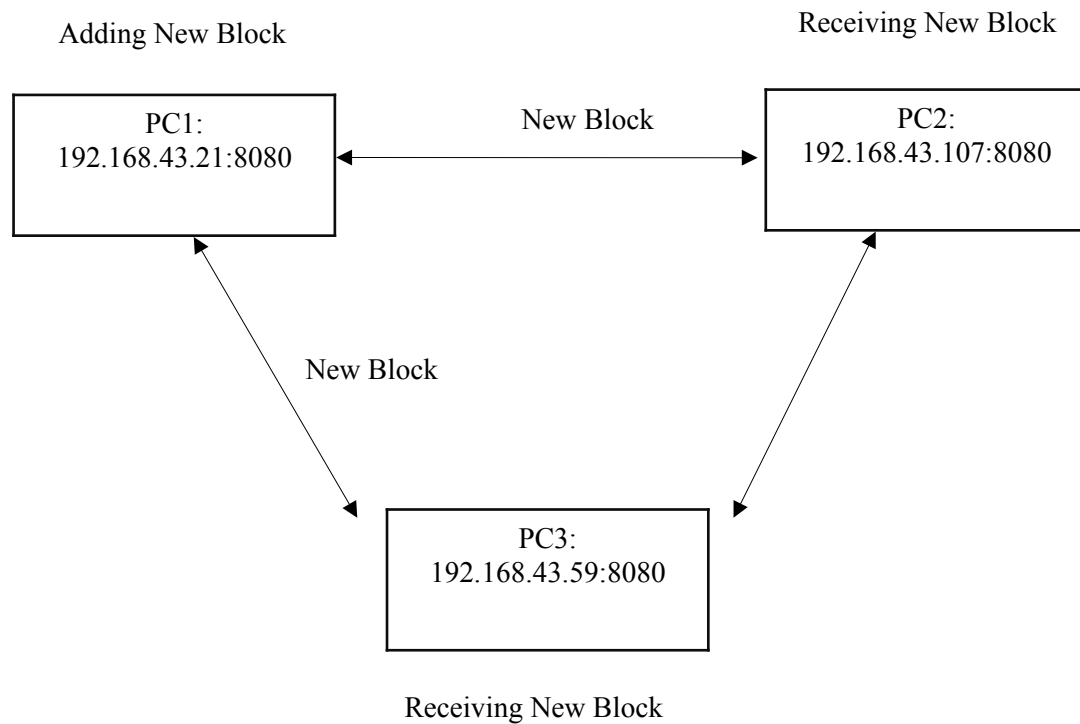 Adding New Block
Receiving New Block
PC1:
192.168.43.21:8080
New Block
PC2:
192.168.43.107:8080
New Block
PC3:
192.168.43.59:8080
Receiving New Block